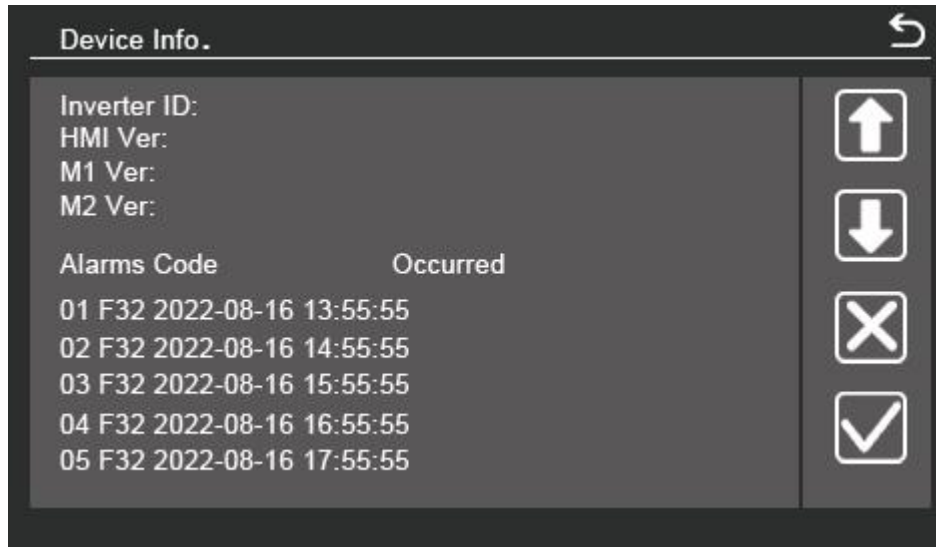 Device Info.
Inverter ID:
HMI Ver:
M1 Ver:
M2 Ver:
Alarms Code Occurred
01 F32 2022-08-16 13:55:55
02 F32 2022-08-16 14:55:55
03 F32 2022-08-16 15:55:55
04 F32 2022-08-16 16:55:55
05 F32 2022-08-16 17:55:55